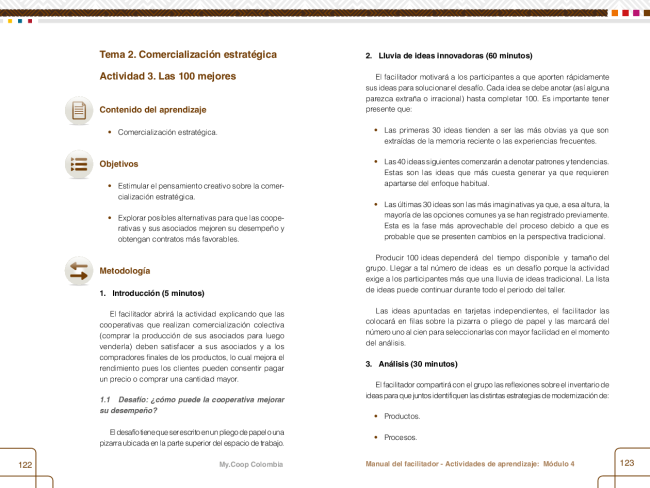 Tema 2. Comercialización estratégica
Actividad 3. Las 100 mejores
Contenido del aprendizaje
• Comercialización estratégica.
Objetivos
• Estimular el pensamiento creativo sobre la comer-
cialización estratégica.
• Explorar posibles alternativas para que las coope-
rativas y sus asociados mejoren su desempeño y
obtengan contratos más favorables.
Metodología
1. Introducción (5 minutos)
El facilitador abrirá la actividad explicando que las
cooperativas que realizan comercialización colectiva
(comprar la producción de sus asociados para luego
venderla) deben satisfacer a sus asociados y a los
compradores finales de los productos, lo cual mejora el
rendimiento pues los clientes pueden consentir pagar
un precio o comprar una cantidad mayor.
1.1 Desafío: ¿cómo puede la cooperativa mejorar
su desempeño?
El desafío tiene que ser escrito en un pliego de papel o una
pizarra ubicada en la parte superior del espacio de trabajo.
122
My.Coop Colombia
2. Lluvia de ideas innovadoras (60 minutos)
El facilitador motivará a los participantes a que aporten rápidamente
sus ideas para solucionar el desafío. Cada idea se debe anotar (así alguna
parezca extraña o irracional) hasta completar 100. Es importante tener
presente que:
• Las primeras 30 ideas tienden a ser las más obvias ya que son
extraídas de la memoria reciente o las experiencias frecuentes.
• Las 40 ideas siguientes comenzarán a denotar patrones y tendencias.
Estas son las ideas que más cuesta generar ya que requieren
apartarse del enfoque habitual.
• Las últimas 30 ideas son las más imaginativas ya que, a esa altura, la
mayoría de las opciones comunes ya se han registrado previamente.
Esta es la fase más aprovechable del proceso debido a que es
probable que se presenten cambios en la perspectiva tradicional.
Producir 100 ideas dependerá del tiempo disponible y tamaño del
grupo. Llegar a tal número de ideas es un desafío porque la actividad
exige a los participantes más que una lluvia de ideas tradicional. La lista
de ideas puede continuar durante todo el periodo del taller.
Las ideas apuntadas en tarjetas independientes, el facilitador las
colocará en filas sobre la pizarra o pliego de papel y las marcará del
número uno al cien para seleccionarlas con mayor facilidad en el momento
del análisis.
3. Análisis (30 minutos)
El facilitador compartirá con el grupo las reflexiones sobre el inventario de
ideas para que juntos identifiquen las distintas estrategias de modernización de:
• Productos.
• Procesos.
Manual del facilitador - Actividades de aprendizaje: Módulo 4
123